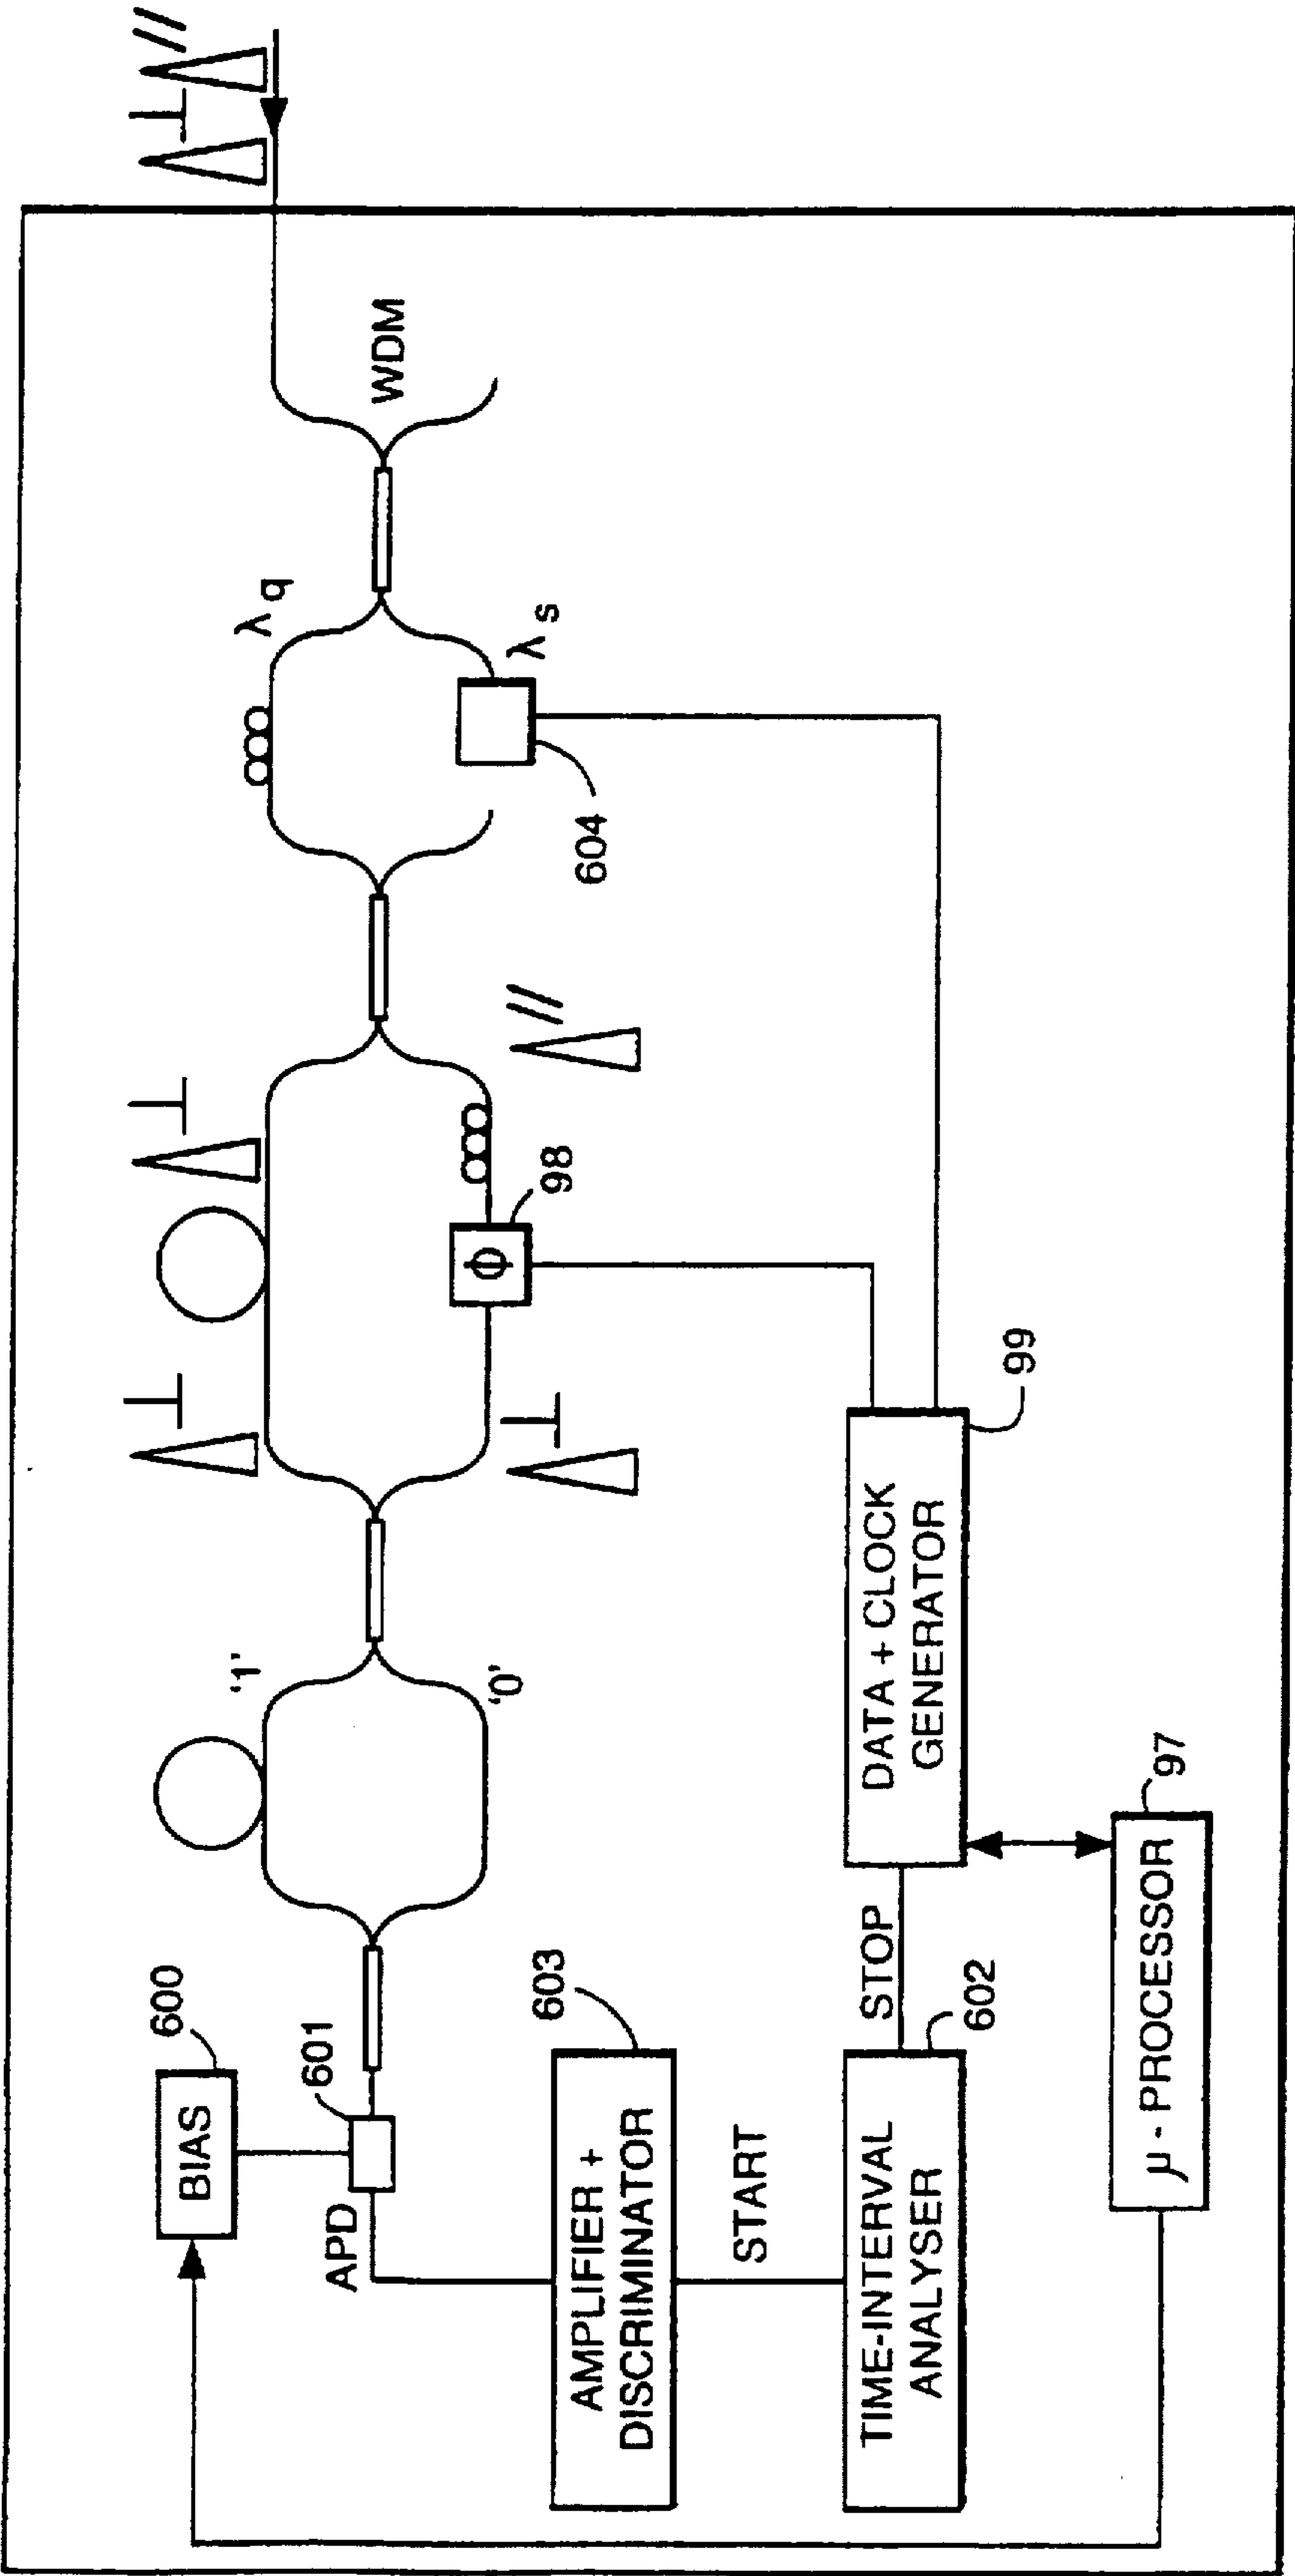 ⊥ //
WDM
λq
λs
604
⊥
//
98
⊥
⊥
'1'
'0'
600
BIAS
601
APD
603
AMPLIFIER +
DISCRIMINATOR
START
STOP
602
TIME-INTERVAL
ANALYSER
99
DATA + CLOCK
GENERATOR
97
μ - PROCESSOR
Φ